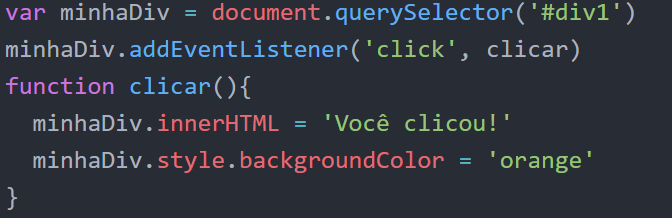 var minhaDiv = document.querySelector('#div1')
minhaDiv.addEventListener('click', clicar)
function clicar(){
  minhaDiv.innerHTML = 'Você clicou!'
  minhaDiv.style.backgroundColor = 'orange'
}